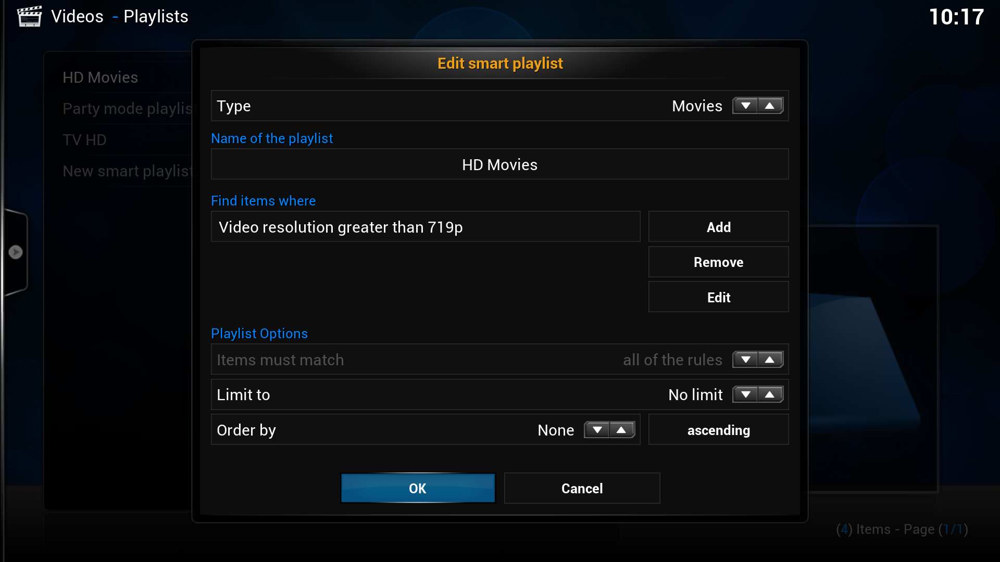 Videos - Playlists
10:17
HD Movies
Party mode playlist
TV HD
New smart playlist
Edit smart playlist
Type
Movies
Name of the playlist
HD Movies
Find items where
Video resolution greater than 719p
Add
Remove
Edit
Playlist Options
Items must match
all of the rules
Limit to
No limit
Order by
None
ascending
OK
Cancel
(4) Items - Page (1/1)